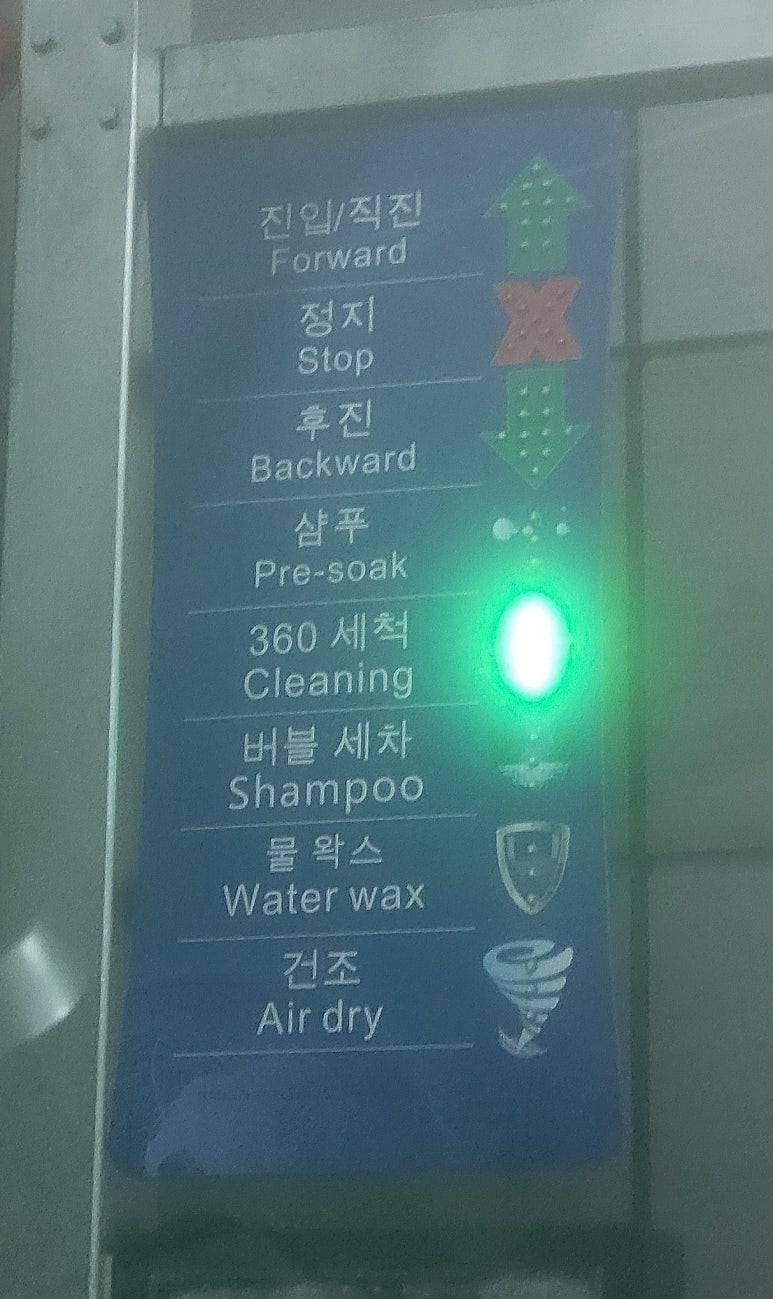 진입/직진
Forward
정지
Stop
후진
Backward
샴푸
Pre-soak
360 세척
Cleaning
버블 세차
Shampoo
물 왁스
Water wax
건조
Air dry